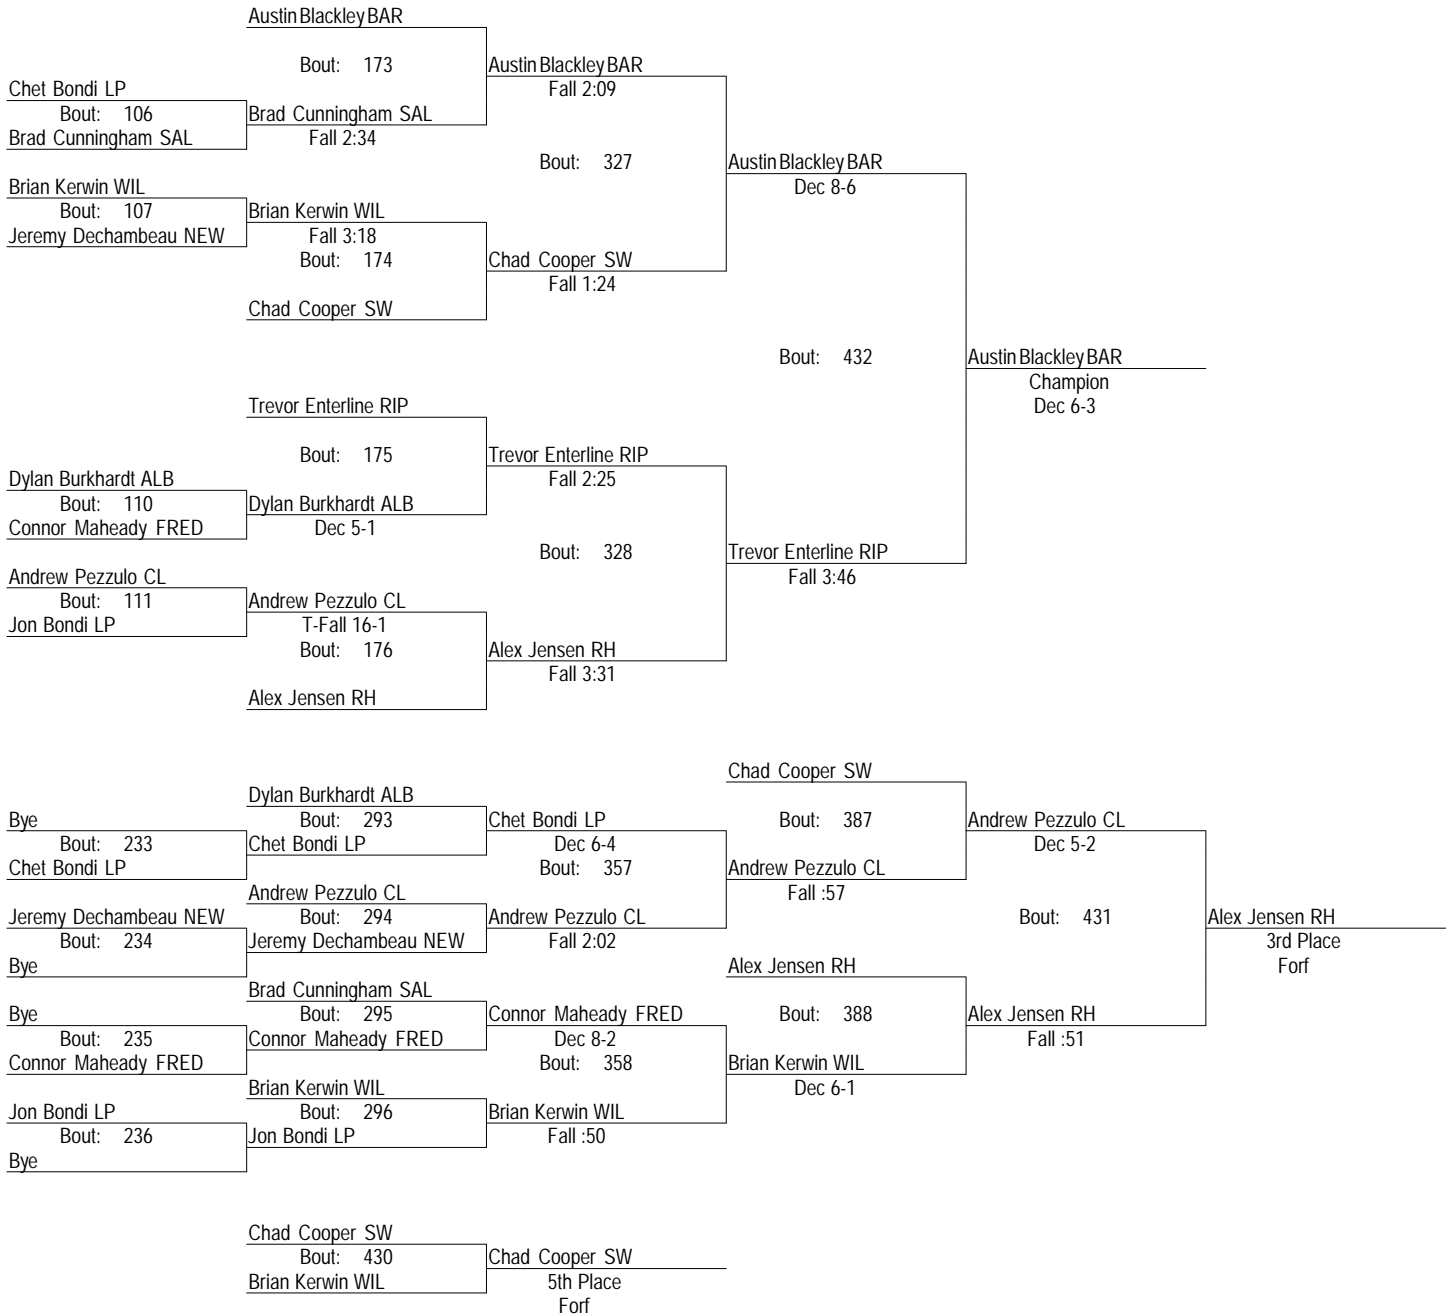 Austin Blackley BAR
Bout: 173 Austin Blackley BAR
Chet Bondi LP Fall 2:09
Bout: 106 Brad Cunningham SAL
Brad Cunningham SAL Fall 2:34
Bout: 327 Austin Blackley BAR
Brian Kerwin WIL Dec 8-6
Bout: 107 Brian Kerwin WIL
Jeremy Dechambeau NEW Fall 3:18
Bout: 174 Chad Cooper SW
Fall 1:24
Chad Cooper SW
Bout: 432 Austin Blackley BAR
Champion
Trevor Enterline RIP Dec 6-3
Bout: 175 Trevor Enterline RIP
Dylan Burkhardt ALB Fall 2:25
Bout: 110 Dylan Burkhardt ALB
Connor Maheady FRED Dec 5-1
Bout: 328 Trevor Enterline RIP
Andrew Pezzulo CL Fall 3:46
Bout: 111 Andrew Pezzulo CL
Jon Bondi LP T-Fall 16-1
Bout: 176 Alex Jensen RH
Fall 3:31
Alex Jensen RH
Chad Cooper SW
Dylan Burkhardt ALB
Bye Bout: 293 Chet Bondi LP Bout: 387 Andrew Pezzulo CL
Bout: 233 Chet Bondi LP Dec 6-4 Dec 5-2
Chet Bondi LP Bout: 357 Andrew Pezzulo CL
Andrew Pezzulo CL Fall :57
Jeremy Dechambeau NEW Bout: 294 Andrew Pezzulo CL Bout: 431 Alex Jensen RH
Bout: 234 Jeremy Dechambeau NEW Fall 2:02 3rd Place
Bye Alex Jensen RH Forf
Brad Cunningham SAL
Bye Bout: 295 Connor Maheady FRED Bout: 388 Alex Jensen RH
Bout: 235 Connor Maheady FRED Dec 8-2 Fall :51
Connor Maheady FRED Bout: 358 Brian Kerwin WIL
Brian Kerwin WIL Dec 6-1
Jon Bondi LP Bout: 296 Brian Kerwin WIL
Bout: 236 Jon Bondi LP Fall :50
Bye
Chad Cooper SW
Bout: 430 Chad Cooper SW
Brian Kerwin WIL 5th Place
Forf